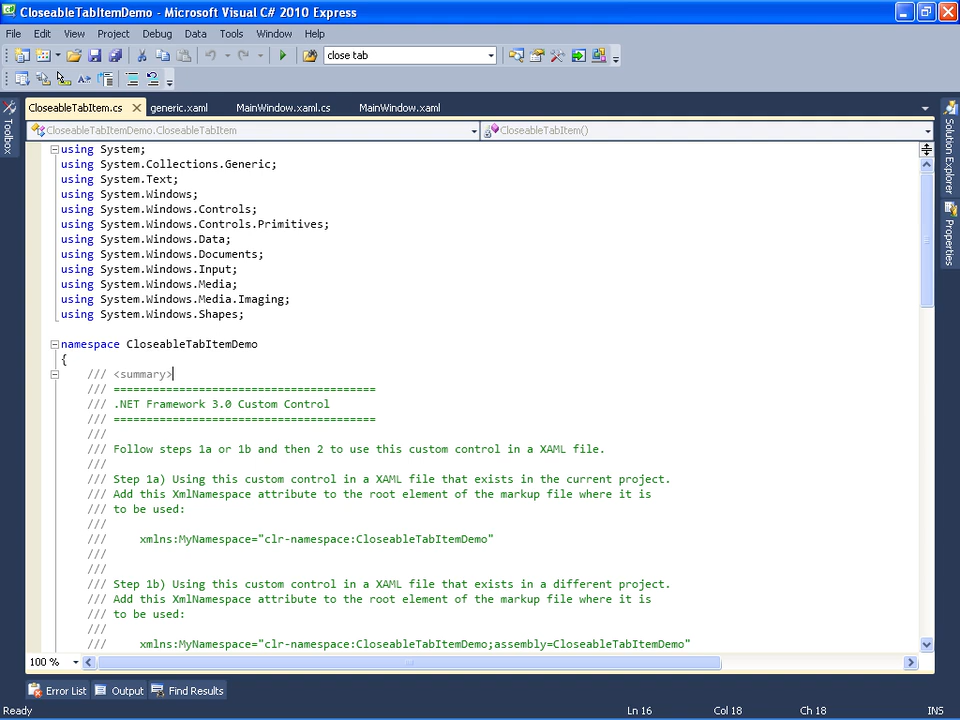 CloseableTabItemDemo - Microsoft Visual C# 2010 Express
File Edit View Project Debug Data Tools Window Help
close tab
CloseableTabItem.cs generic.xaml MainWindow.xaml.cs MainWindow.xaml
CloseableTabItemDemo.CloseableTabItem CloseableTabItem()
Toolbox
Solution Explorer
Properties
using System;
using System.Collections.Generic;
using System.Text;
using System.Windows;
using System.Windows.Controls;
using System.Windows.Controls.Primitives;
using System.Windows.Data;
using System.Windows.Documents;
using System.Windows.Input;
using System.Windows.Media;
using System.Windows.Media.Imaging;
using System.Windows.Shapes;
namespace CloseableTabItemDemo
{
/// <summary>
/// ========================================
/// .NET Framework 3.0 Custom Control
/// ========================================
///
/// Follow steps 1a or 1b and then 2 to use this custom control in a XAML file.
///
/// Step 1a) Using this custom control in a XAML file that exists in the current project.
/// Add this XmlNamespace attribute to the root element of the markup file where it is
/// to be used:
///
///     xmlns:MyNamespace="clr-namespace:CloseableTabItemDemo"
///
///
/// Step 1b) Using this custom control in a XAML file that exists in a different project.
/// Add this XmlNamespace attribute to the root element of the markup file where it is
/// to be used:
///
///     xmlns:MyNamespace="clr-namespace:CloseableTabItemDemo;assembly=CloseableTabItemDemo"
100 %
Error List Output Find Results
Ready Ln 16 Col 18 Ch 18 INS